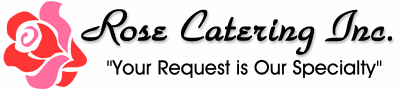 Rose Catering Inc.
"Your Request is Our Specialty"